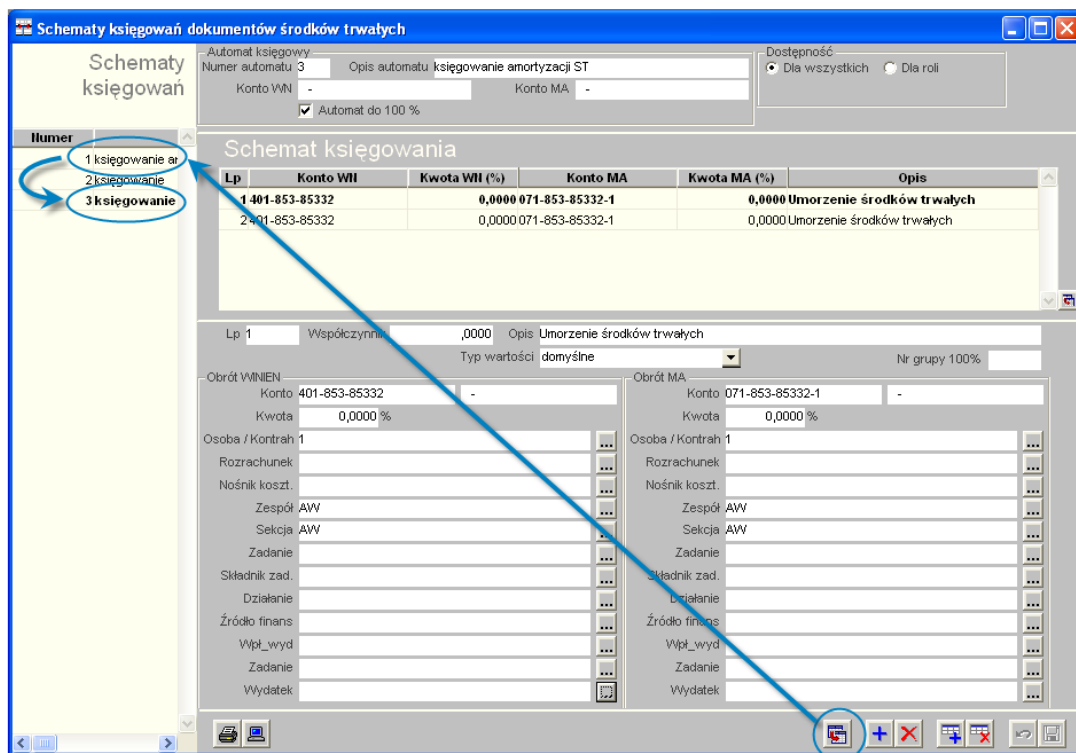 Schematy księgowań dokumentów środków trwałych
Schematy
księgowań
Automat księgowy
Numer automatu 3 Opis automatu księgowanie amortyzacji ST
Konto WN - Konto MA -
Automat do 100 %
Dostępność
Dla wszystkich Dla roli
Numer
1 księgowanie ar
2 księgowanie
3 księgowanie
Schemat księgowania
Lp Konto WN Kwota WN (%) Konto MA Kwota MA (%) Opis
1 401-853-85332 0,0000 071-853-85332-1 0,0000 Umorzenie środków trwałych
2 401-853-85332 0,0000 071-853-85332-1 0,0000 Umorzenie środków trwałych
Lp 1 Współczynnik ,0000 Opis Umorzenie środków trwałych
Typ wartości domyślne Nr grupy 100%
Obrót WINIEN
Konto 401-853-85332 -
Kwota 0,0000 %
Osoba / Kontrah 1 ...
Rozrachunek ...
Nośnik koszt. ...
Zespół AW ...
Sekcja AW ...
Zadanie ...
Składnik zad. ...
Działanie ...
Źródło finans ...
Wpł_wyd ...
Zadanie ...
Wydatek ...
Obrót MA
Konto 071-853-85332-1 -
Kwota 0,0000 %
Osoba / Kontrah 1 ...
Rozrachunek ...
Nośnik koszt. ...
Zespół AW ...
Sekcja AW ...
Zadanie ...
Składnik zad. ...
Działanie ...
Źródło finans ...
Wpł_wyd ...
Zadanie ...
Wydatek ...